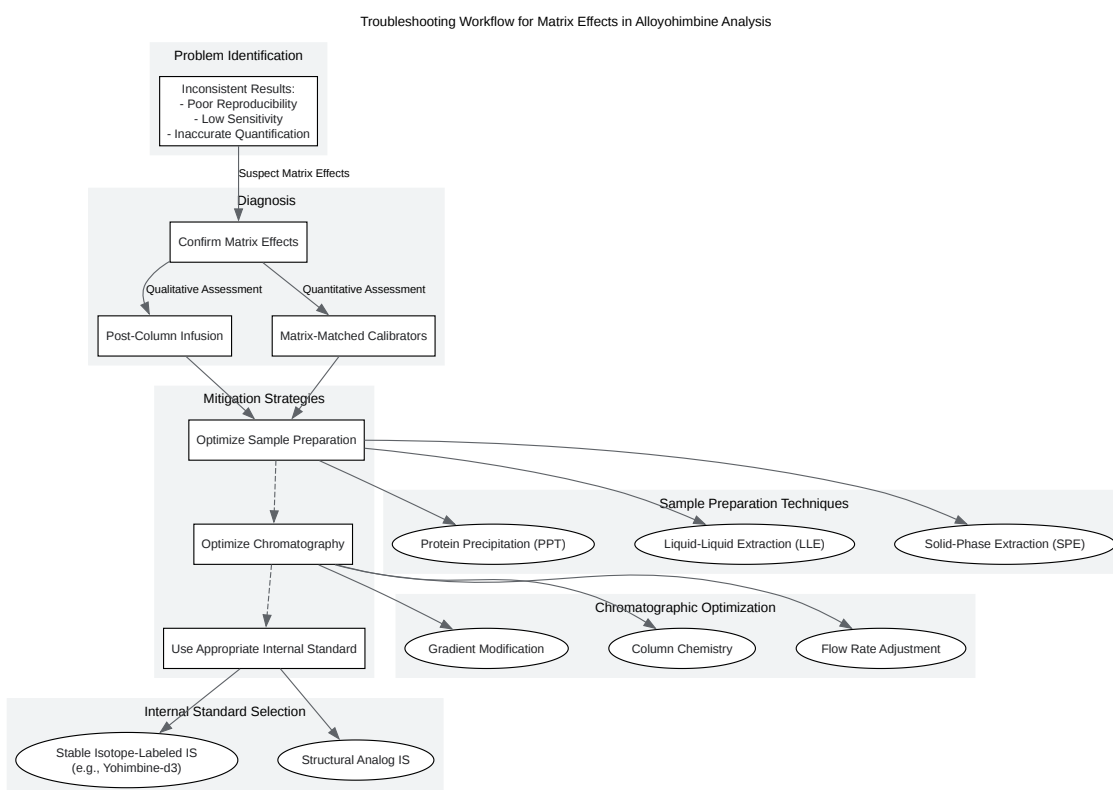 Troubleshooting Workflow for Matrix Effects in Alloyohimbine Analysis
Problem Identification
Inconsistent Results:
- Poor Reproducibility
- Low Sensitivity
- Inaccurate Quantification
Suspect Matrix Effects
Diagnosis
Confirm Matrix Effects
Qualitative Assessment
Quantitative Assessment
Post-Column Infusion
Matrix-Matched Calibrators
Mitigation Strategies
Optimize Sample Preparation
Sample Preparation Techniques
Optimize Chromatography
Protein Precipitation (PPT)
Liquid-Liquid Extraction (LLE)
Solid-Phase Extraction (SPE)
Chromatographic Optimization
Use Appropriate Internal Standard
Gradient Modification
Column Chemistry
Flow Rate Adjustment
Internal Standard Selection
Stable Isotope-Labeled IS
(e.g., Yohimbine-d3)
Structural Analog IS